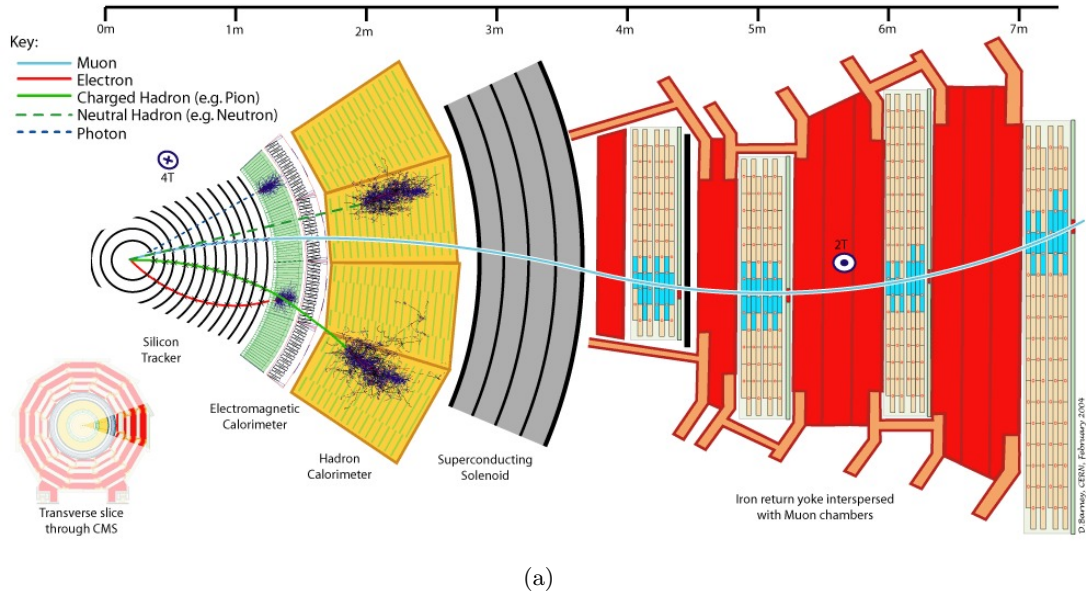 0m 1m 2m 3m 4m 5m 6m 7m
Key:
Muon
Electron
Charged Hadron (e.g. Pion)
Neutral Hadron (e.g. Neutron)
Photon
4T
2T
Silicon
Tracker
Electromagnetic
Calorimeter
Hadron
Calorimeter
Superconducting
Solenoid
Iron return yoke interspersed
with Muon chambers
Transverse slice
through CMS
D. Barney, CERN, February 2004
(a)